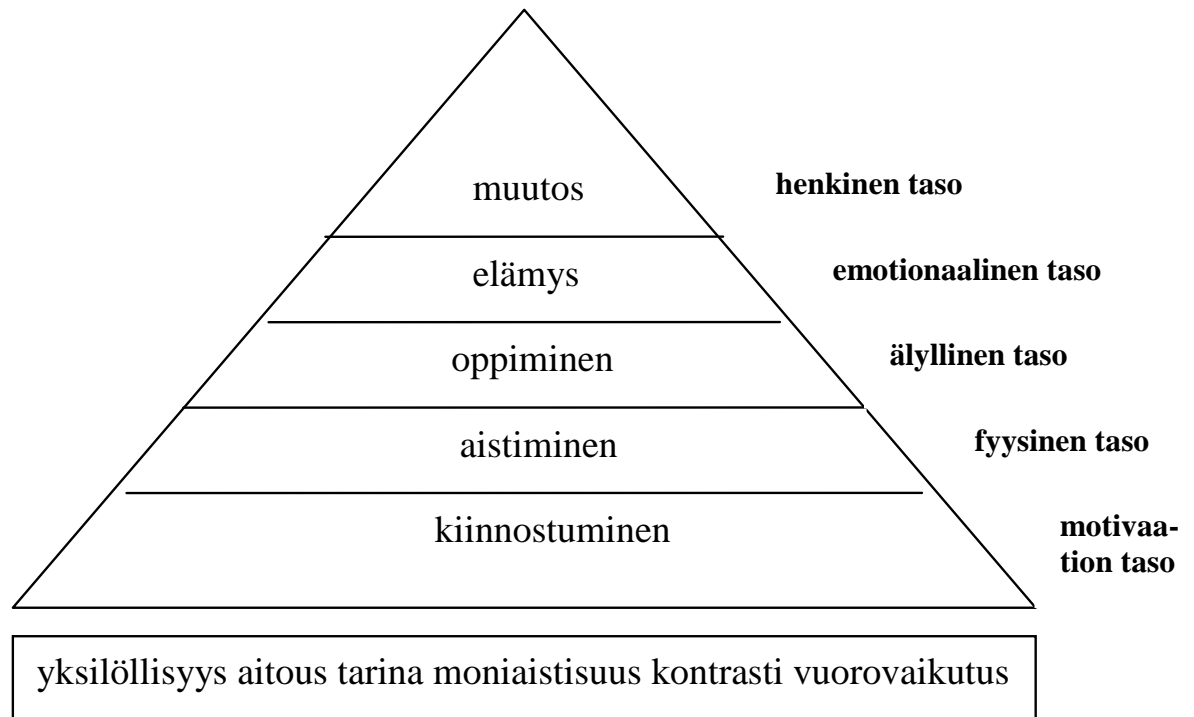 muutos
henkinen taso
elämys
emotionaalinen taso
oppiminen
älyllinen taso
aistiminen
fyysinen taso
kiinnostuminen
motivaa-
tion taso
yksilöllisyys aitous tarina moniaistisuus kontrasti vuorovaikutus